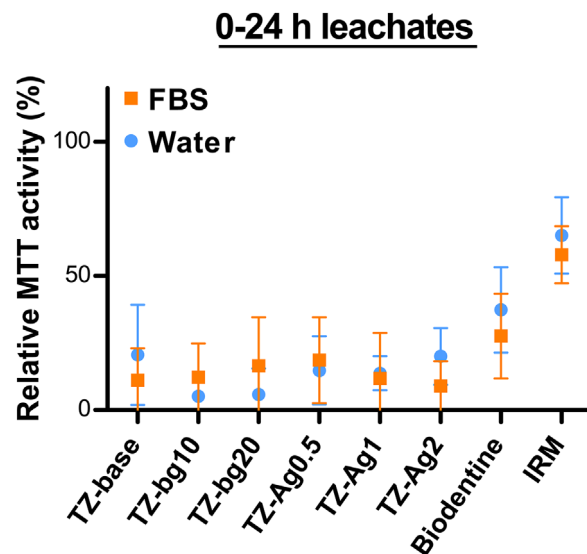 0-24 h leachates
FBS
Water
Relative MTT activity (%)
100
50
0
TZ-base
TZ-bg10
TZ-bg20
TZ-Ag0.5
TZ-Ag1
TZ-Ag2
Biodentine
IRM